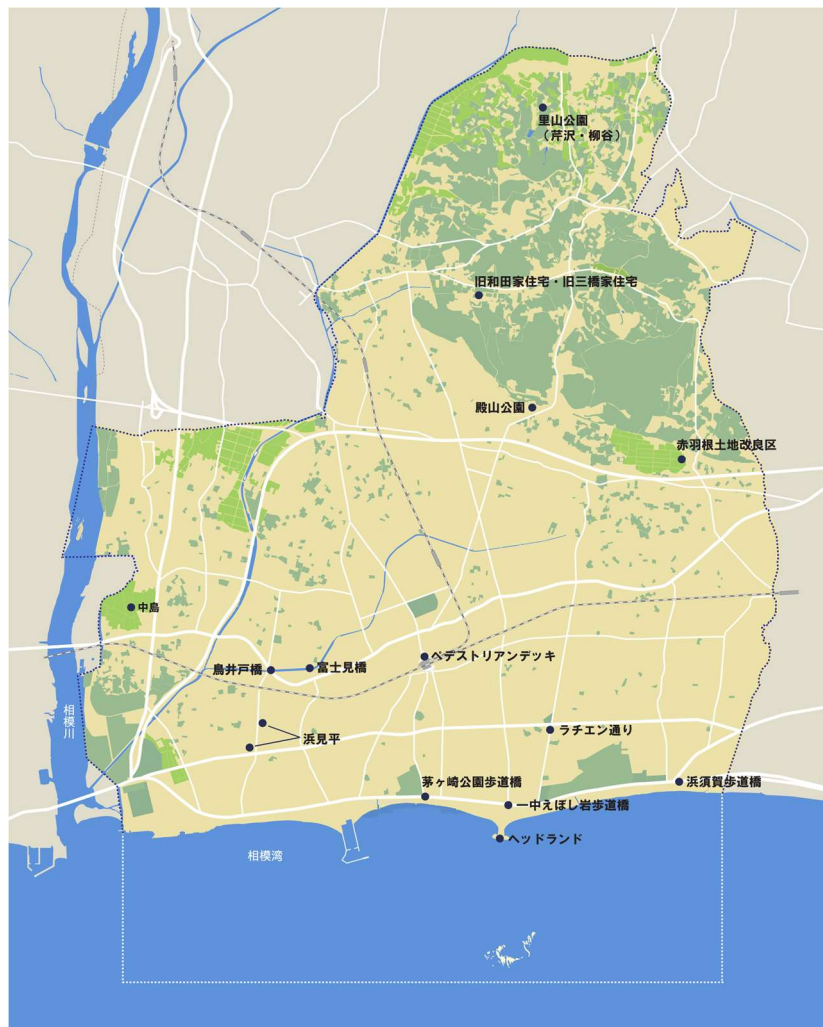 里山公園
（芹沢・柳谷）
旧和田家住宅・旧三橋家住宅
殿山公園
赤羽根土地改良区
中島
鳥井戸橋
富士見橋
ペデストリアンデッキ
相模川
浜見平
ラチエン通り
茅ヶ崎公園歩道橋
浜須賀歩道橋
一中えぼし岩歩道橋
ヘッドランド
相模湾